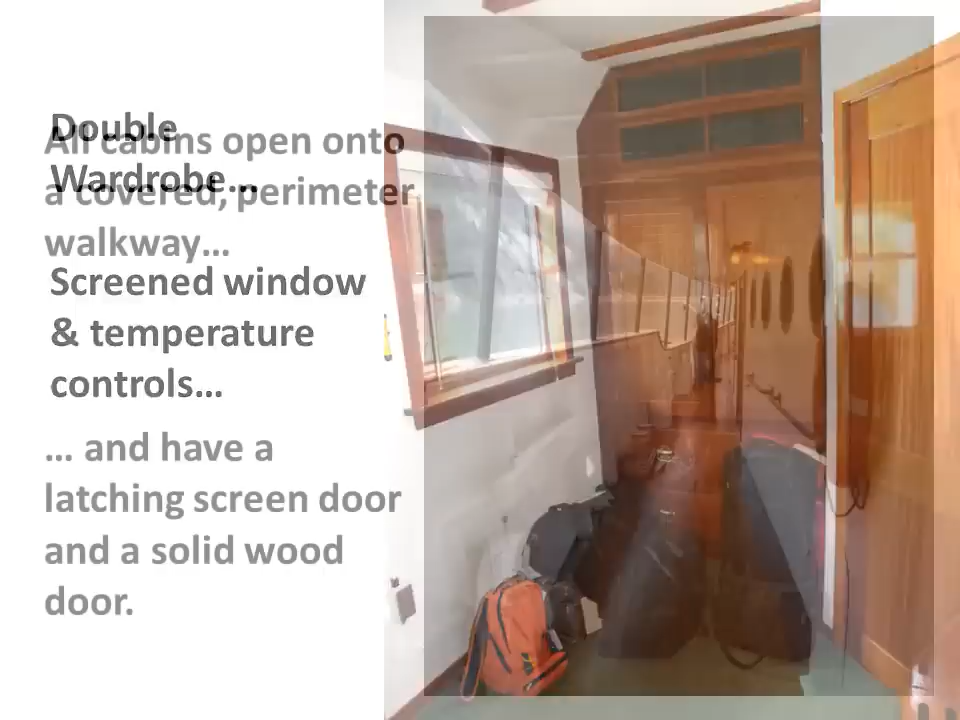 Double
Wardrobe...
All cabins open onto
a covered, perimeter
walkway...
Screened window
& temperature
controls...
... and have a
latching screen door
and a solid wood
door.